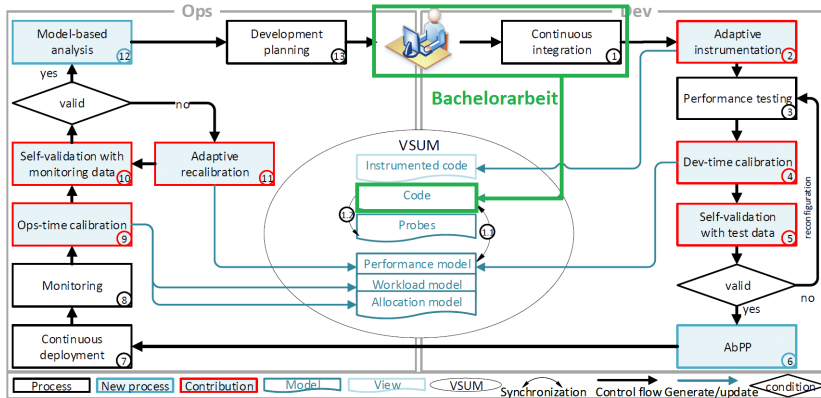 Ops
Dev
Model-based
analysis
12
Development
planning
13
Continuous
integration
1
Adaptive
instrumentation
2
yes
valid
no
Bachelorarbeit
Performance testing
3
VSUM
Instrumented code
Self-validation with
monitoring data
10
Adaptive
recalibration
11
Dev-time calibration
4
reconfiguration
Code
1.2
Probes
1.1
Ops-time calibration
9
Self-validation
with test data
5
Performance model
Workload model
Allocation model
Monitoring
8
valid
no
yes
Continuous
deployment
7
AbPP
6
Process
New process
Contribution
Model
View
VSUM
Synchronization
Control flow
Generate/update
condition